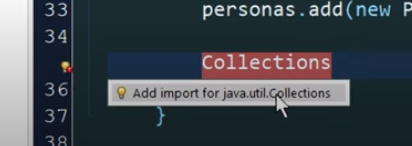 33 personas.add(new P
34
Collections
36 Add import for java.util.Collections
37 }
38